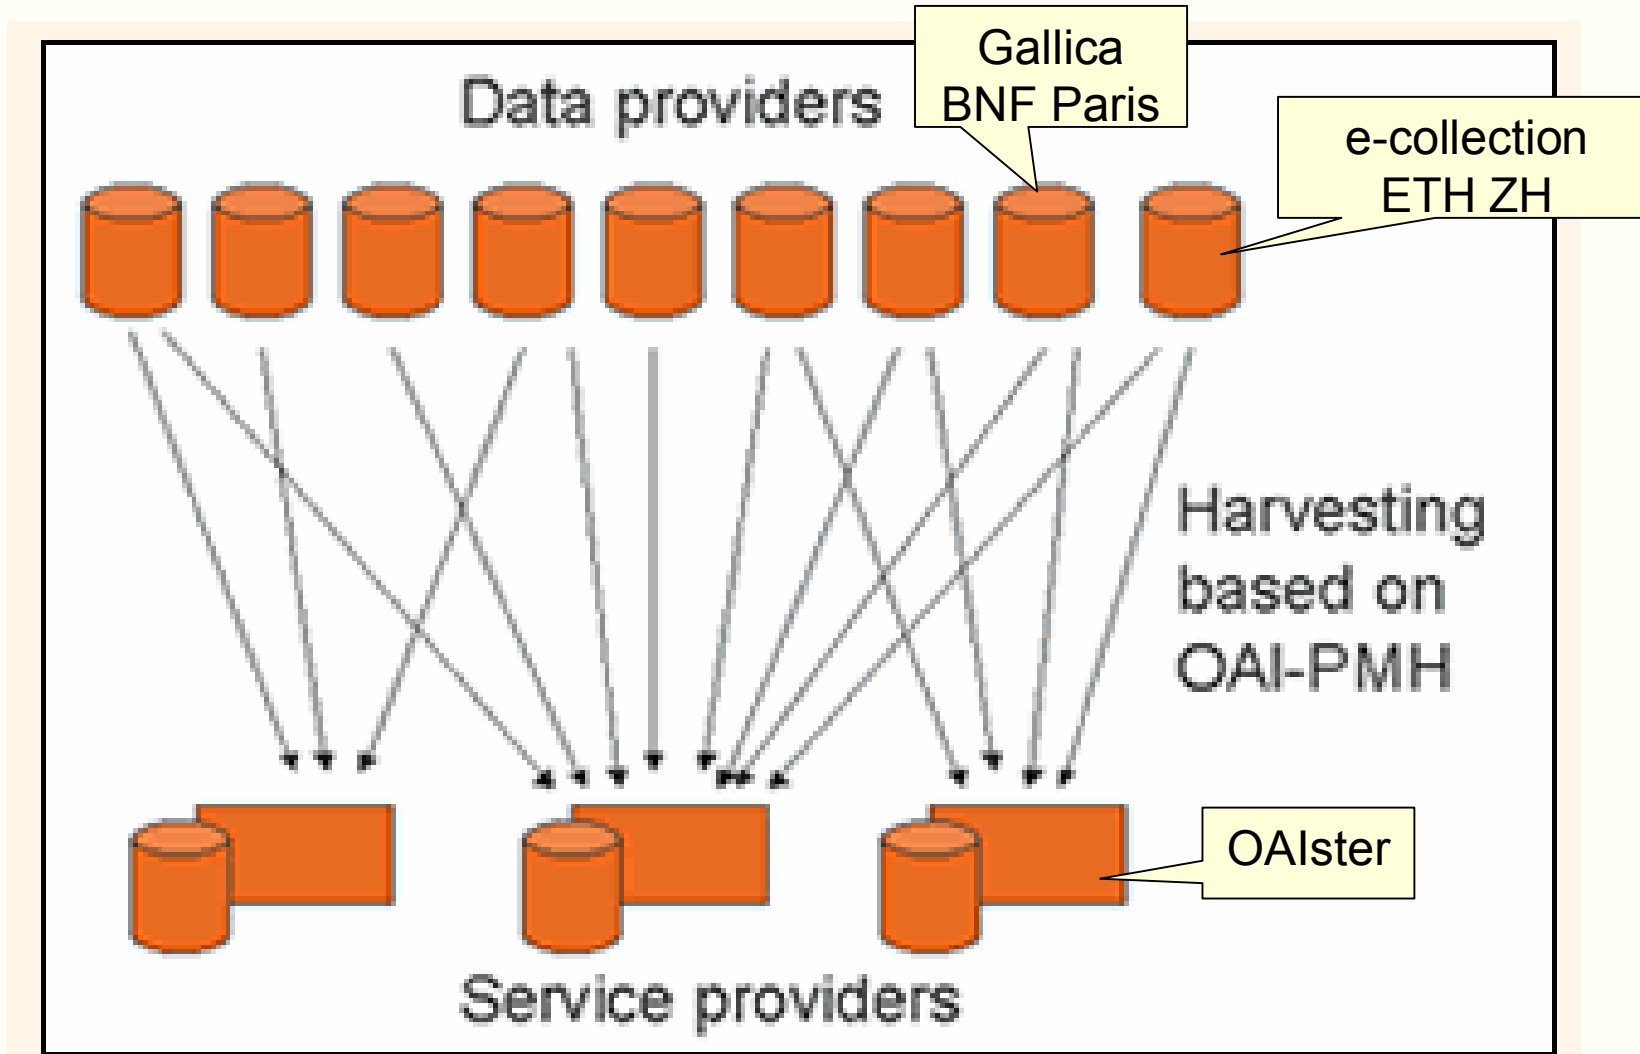 Data providers
Gallica
BNF Paris
e-collection
ETH ZH
Harvesting
based on
OAI-PMH
OAIster
Service providers